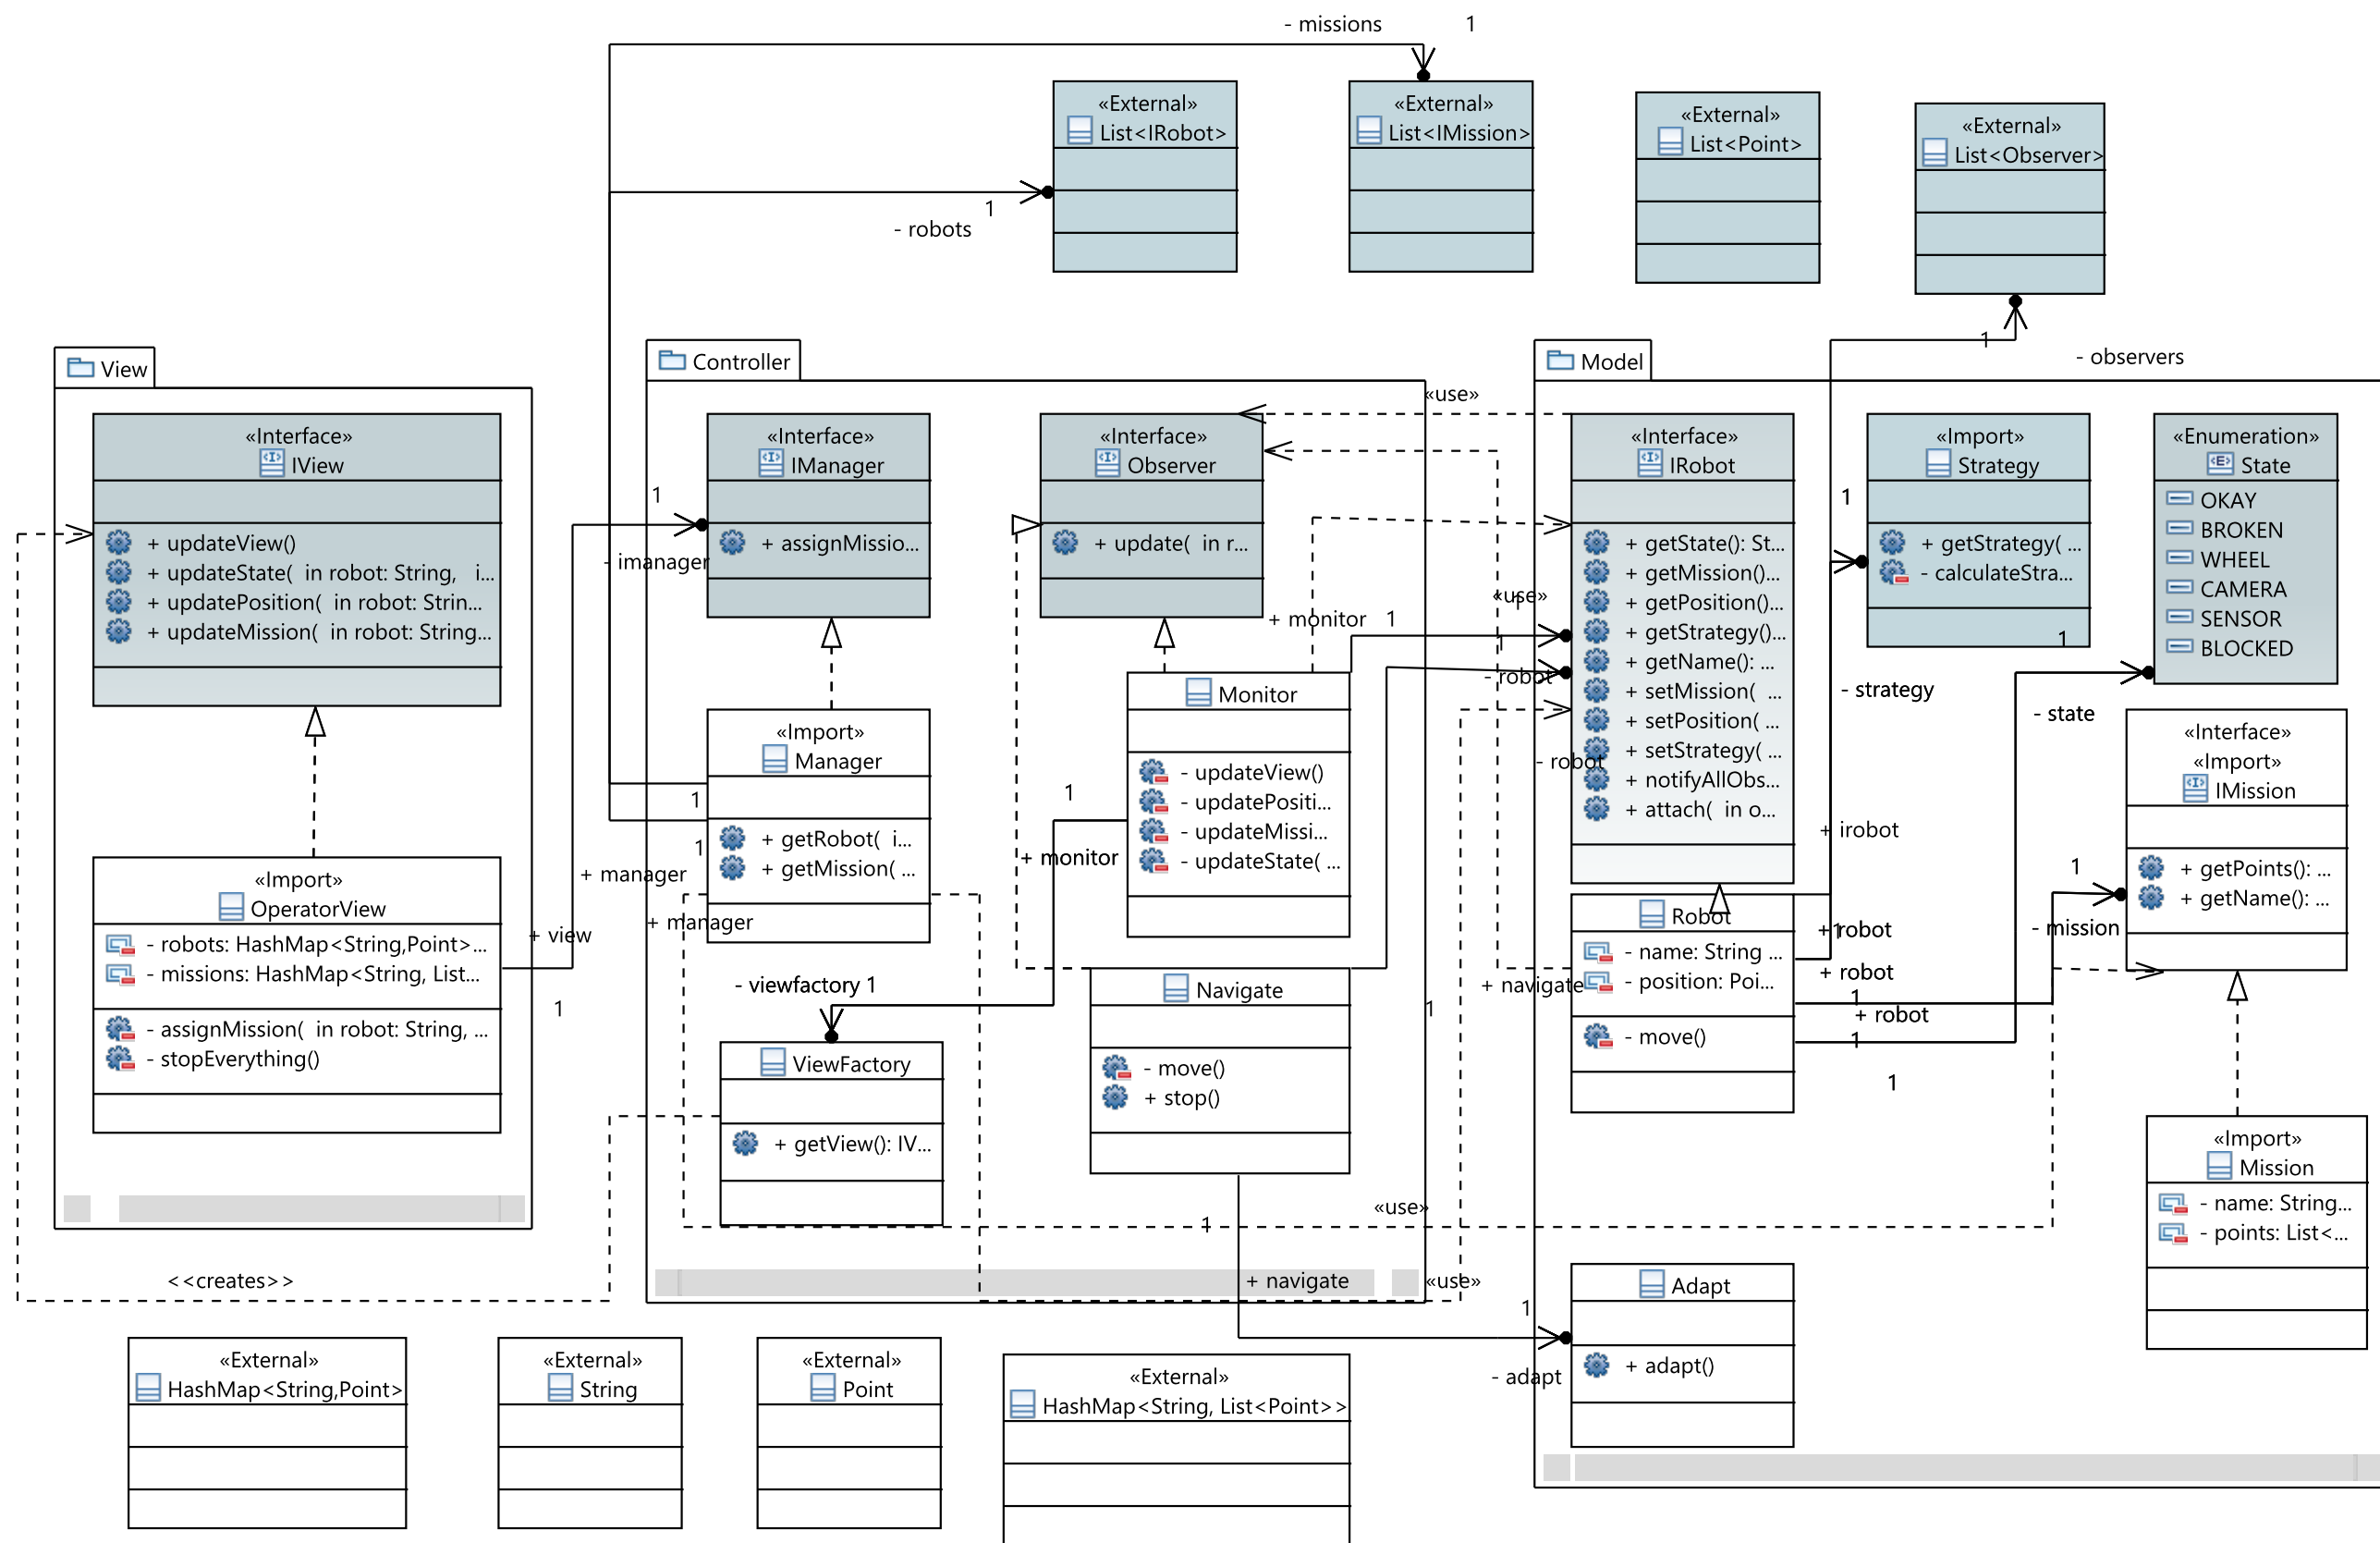 - missions 1
«External»
List<IRobot>
«External»
List<IMission>
«External»
List<Point>
«External»
List<Observer>
1
- robots
1
- observers
View
«Interface»
IView
+ updateView()
+ updateState( in robot: String, i...
+ updatePosition( in robot: Strin...
+ updateMission( in robot: String...
«Import»
OperatorView
- robots: HashMap<String,Point>...
- missions: HashMap<String, List...
- assignMission( in robot: String, ...
- stopEverything()
+ view
1
<<creates>>
Controller
«Interface»
IManager
+ assignMissio...
1
- imanager
«Import»
Manager
+ getRobot( i...
+ getMission( ...
1
1
+ manager
+ manager
«Interface»
Observer
+ update( in r...
«use»
Monitor
- updateView()
- updatePositi...
- updateMissi...
- updateState( ...
+ monitor 1
1
+ monitor
- viewfactory 1
ViewFactory
+ getView(): IV...
Navigate
- move()
+ stop()
1
+ navigate
1
«use»
«use»
1
- adapt
Model
«Interface»
IRobot
+ getState(): St...
+ getMission()...
+ getPosition()...
+ getStrategy()...
+ getName(): ...
+ setMission( ...
+ setPosition( ...
+ setStrategy( ...
+ notifyAllObs...
+ attach( in o...
«use»
1
1
- robot
- robot
+ navigate
Robot
- name: String ...
- position: Poi...
- move()
«Import»
Strategy
+ getStrategy( ...
- calculateStra...
1
- strategy
+ irobot
+ robot
1
+ robot
1
+ robot
1
1
«Enumeration»
State
OKAY
BROKEN
WHEEL
CAMERA
SENSOR
BLOCKED
1
- state
«Interface»
«Import»
IMission
+ getPoints(): ...
+ getName(): ...
1
- mission
«Import»
Mission
- name: String...
- points: List<...
Adapt
+ adapt()
«External»
HashMap<String,Point>
«External»
String
«External»
Point
«External»
HashMap<String, List<Point>>